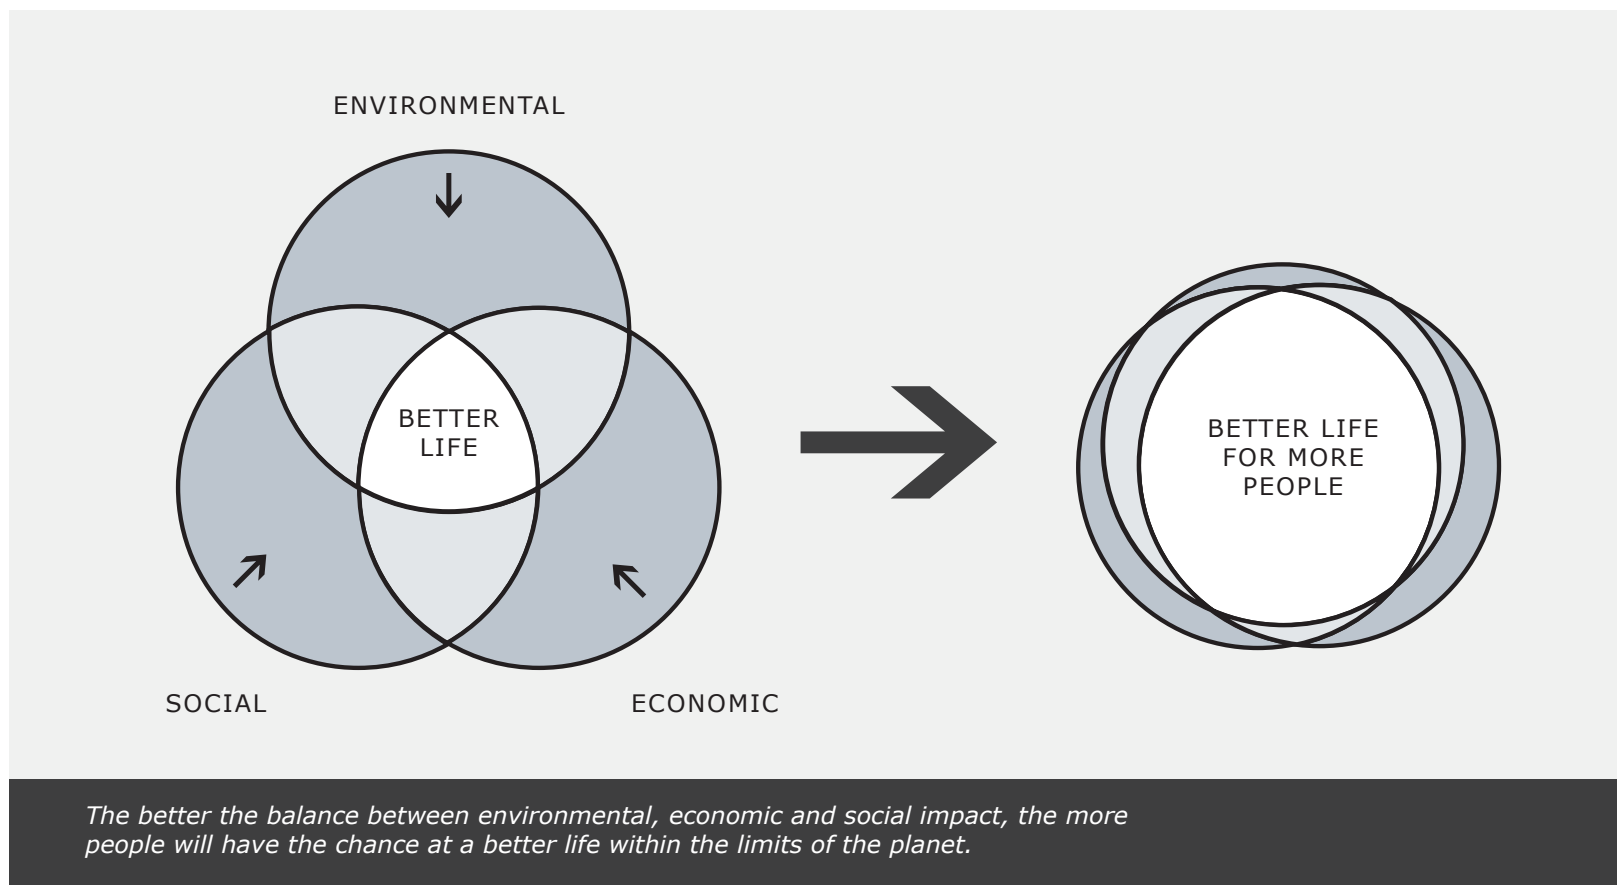 ENVIRONMENTAL
BETTER
LIFE
SOCIAL
ECONOMIC
BETTER LIFE
FOR MORE
PEOPLE
The better the balance between environmental, economic and social impact, the more
people will have the chance at a better life within the limits of the planet.